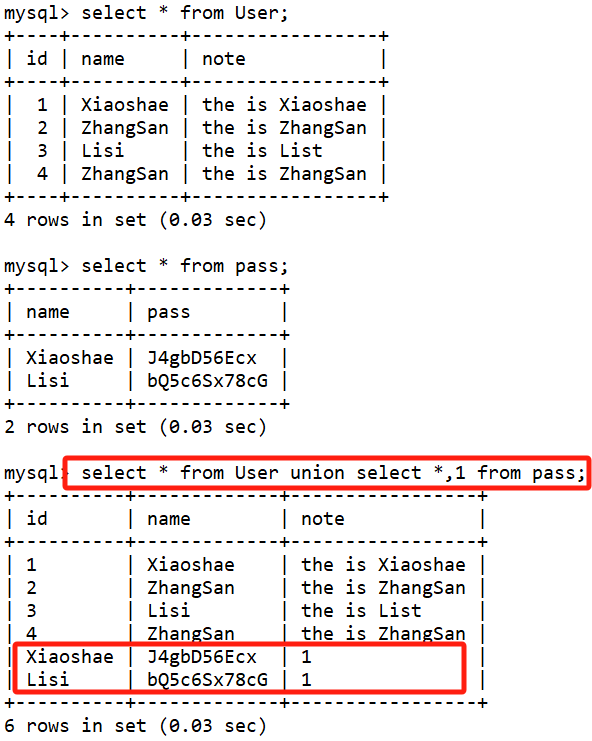 mysql> select * from User;
+----+----------+-----------------+
| id | name     | note            |
+----+----------+-----------------+
|  1 | Xiaoshae | the is Xiaoshae |
|  2 | ZhangSan | the is ZhangSan |
|  3 | Lisi     | the is List     |
|  4 | ZhangSan | the is ZhangSan |
+----+----------+-----------------+
4 rows in set (0.03 sec)

mysql> select * from pass;
+----------+-------------+
| name     | pass        |
+----------+-------------+
| Xiaoshae | J4gbD56Ecx  |
| Lisi     | bQ5c6Sx78cG |
+----------+-------------+
2 rows in set (0.03 sec)

mysql> select * from User union select *,1 from pass;
+----------+-------------+-----------------+
| id       | name        | note            |
+----------+-------------+-----------------+
| 1        | Xiaoshae    | the is Xiaoshae |
| 2        | ZhangSan    | the is ZhangSan |
| 3        | Lisi        | the is List     |
| 4        | ZhangSan    | the is ZhangSan |
| Xiaoshae | J4gbD56Ecx  | 1               |
| Lisi     | bQ5c6Sx78cG | 1               |
+----------+-------------+-----------------+
6 rows in set (0.03 sec)